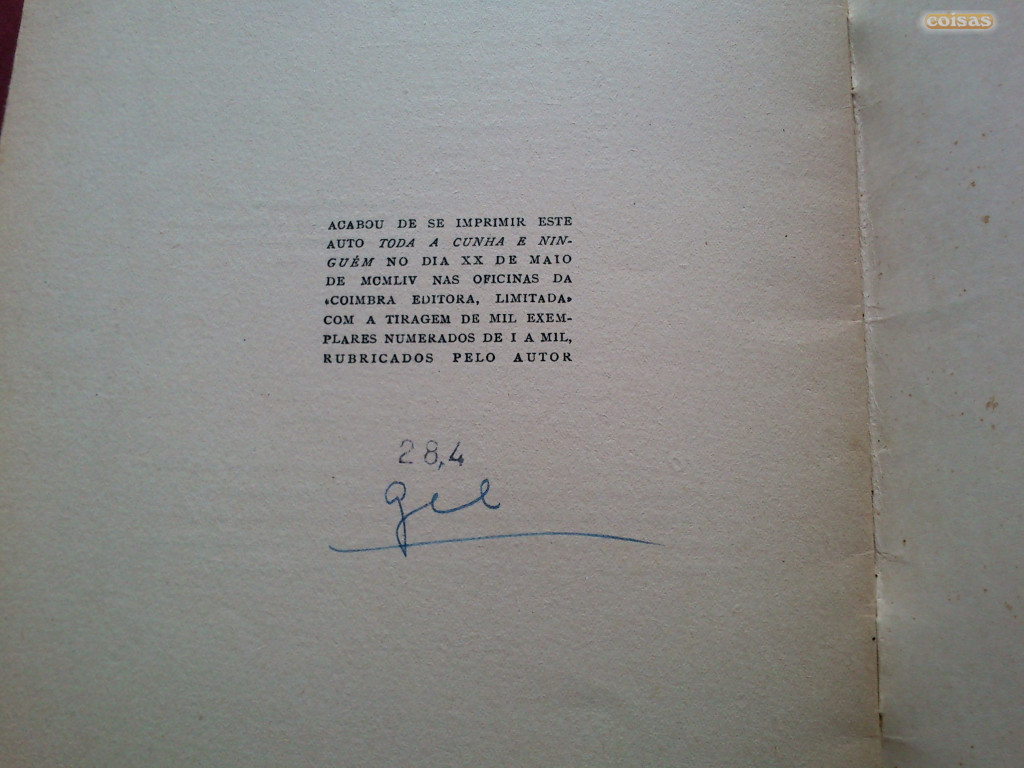 coisas
ACABOU DE SE IMPRIMIR ESTE
AUTO TODA A CUNHA E NIN-
GUÉM NO DIA XX DE MAIO
DE MCMLIV NAS OFICINAS DA
«COIMBRA EDITORA, LIMITADA»
COM A TIRAGEM DE MIL EXEM-
PLARES NUMERADOS DE I A MIL,
RUBRICADOS PELO AUTOR
28,4